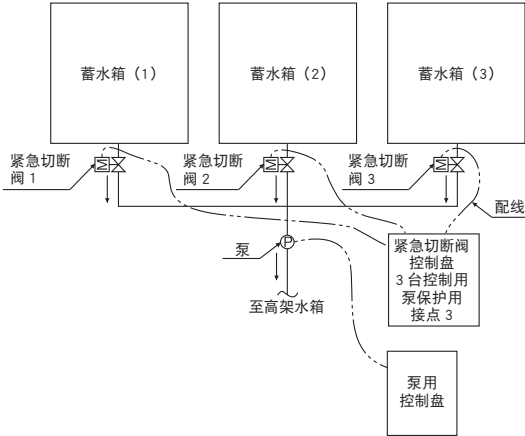 蓄水箱（1）
蓄水箱（2）
蓄水箱（3）
紧急切断
阀 1
M
紧急切断
阀 2
M
紧急切断
阀 3
M
配线
泵
P
紧急切断阀
控制盘
3 台控制用
泵保护用
接点 3
至高架水箱
泵用
控制盘